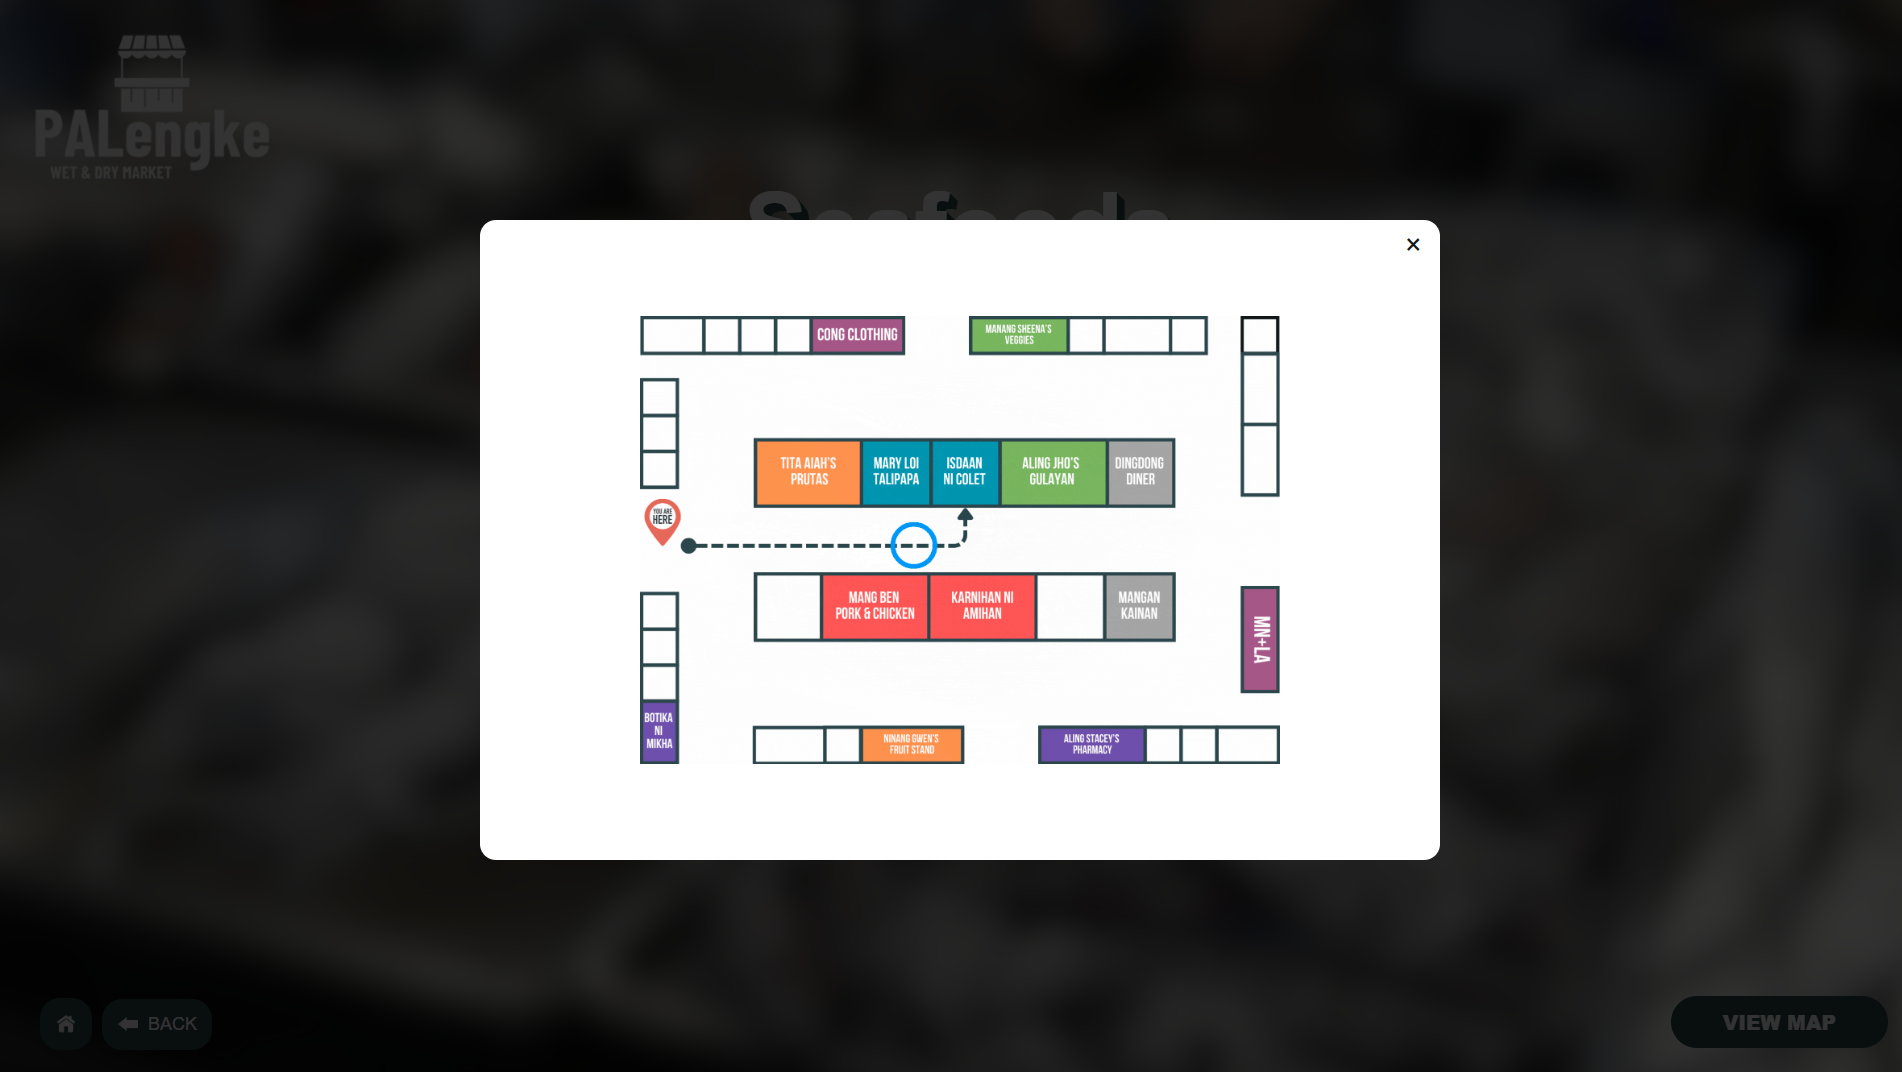 PALengke
WET & DRY MARKET
Seafoods
×
CONG CLOTHING
MANANG SHEENA'S
VEGGIES
TITA AIAH'S
PRUTAS
MARY LOI
TALIPAPA
ISDAAN
NI COLET
ALING JHO'S
GULAYAN
DINGDONG
DINER
YOU ARE
HERE
MANG BEN
PORK & CHICKEN
KARNIHAN NI
AMIHAN
MANGAN
KAINAN
MN+LA
BOTIKA
NI
MIKHA
NINANG GWEN'S
FRUIT STAND
ALING STACEY'S
PHARMACY
BACK
VIEW MAP